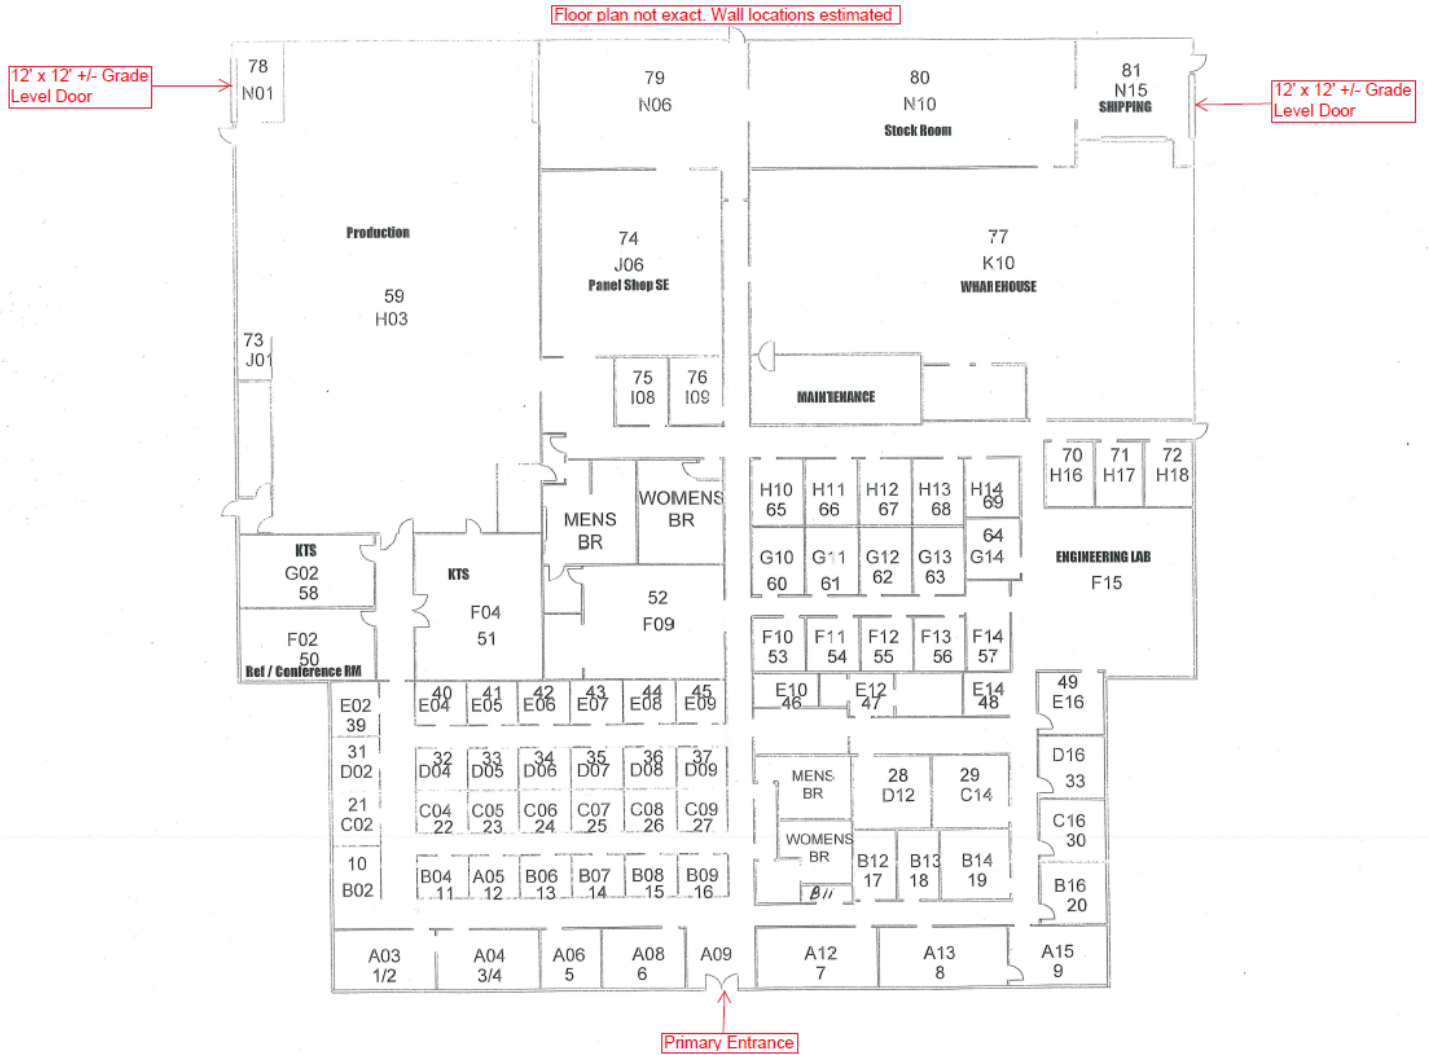 Floor plan not exact. Wall locations estimated
12' x 12' +/- Grade
Level Door
78
N01
79
N06
80
N10
Stock Room
81
N15
SHIPPING
12' x 12' +/- Grade
Level Door
Production
59
H03
74
J06
Panel Shop SE
77
K10
WHAREHOUSE
73
J01
75
I08
76
I09
MAINTENANCE
70
H16
71
H17
72
H18
MENS
BR
WOMENS
BR
H10
65
H11
66
H12
67
H13
68
H14
69
KTS
G02
58
KTS
F04
51
52
F09
G10
60
G11
61
G12
62
G13
63
64
G14
ENGINEERING LAB
F15
F02
50
Ref / Conference RM
F10
53
F11
54
F12
55
F13
56
F14
57
E02
39
40
E04
41
E05
42
E06
43
E07
44
E08
45
E09
E10
46
E12
47
E14
48
49
E16
31
D02
32
D04
33
D05
34
D06
35
D07
36
D08
37
D09
MENS
BR
28
D12
29
C14
D16
33
21
C02
C04
22
C05
23
C06
24
C07
25
C08
26
C09
27
WOMENS
BR
C16
30
10
B02
B04
11
A05
12
B06
13
B07
14
B08
15
B09
16
B11
B12
17
B13
18
B14
19
B16
20
A03
1/2
A04
3/4
A06
5
A08
6
A09
A12
7
A13
8
A15
9
Primary Entrance